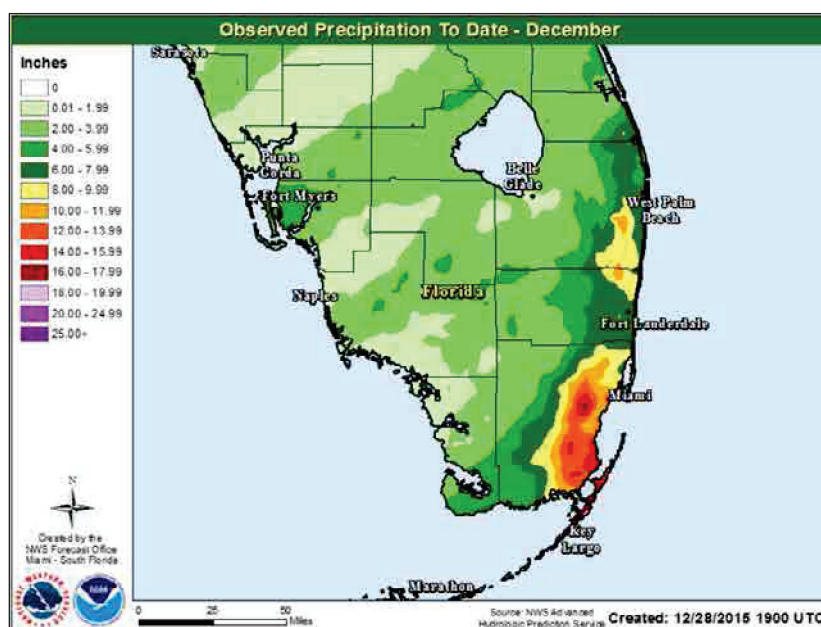 Observed Precipitation To Date - December
Inches
0
0.01 - 1.99
2.00 - 3.99
4.00 - 5.99
6.00 - 7.99
8.00 - 9.99
10.00 - 11.99
12.00 - 13.99
14.00 - 15.99
16.00 - 17.99
18.00 - 19.99
20.00 - 24.99
25.00+
Sarasota
Punta
Gorda
Fort Myers
Belle
Glade
West Palm
Beach
Naples
Florida
Fort Lauderdale
Miami
Key
Largo
Marathon
N
Created by the
NWS Forecast Office
Miami - South Florida
0
25
50
Miles
Source: NWS Advanced
Hydrologic Prediction Service
Created: 12/28/2015 1900 UTC